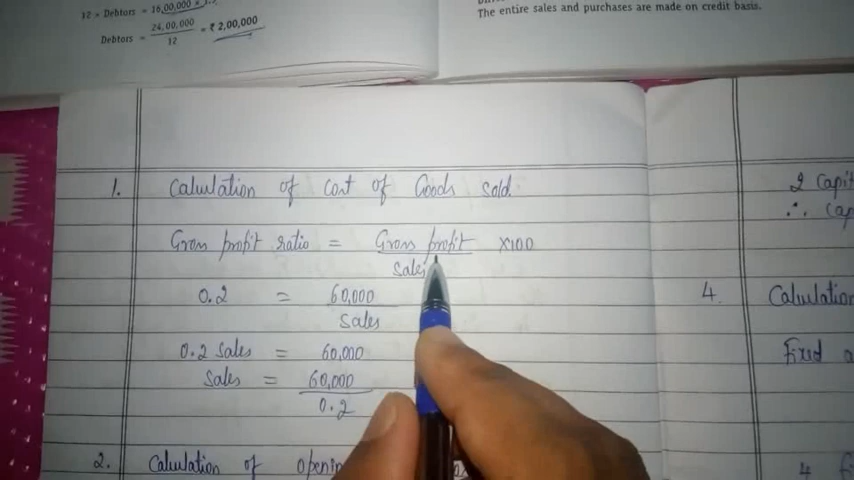 12 × Debtors = 16,00,000 ×
Debtors = 24,00,000 / 12 = ₹ 2,00,000
The entire sales and purchases are made on credit basis.
1. Calculation of Cost of Goods Sold.
Gross profit ratio = Gross profit / Sales ×100
0.2 = 60,000 / Sales
0.2 Sales = 60,000
Sales = 60,000 / 0.2
2. Calculation of
2 Capit
∴ Cap
4. Calculation
Fixed a
4 Fi